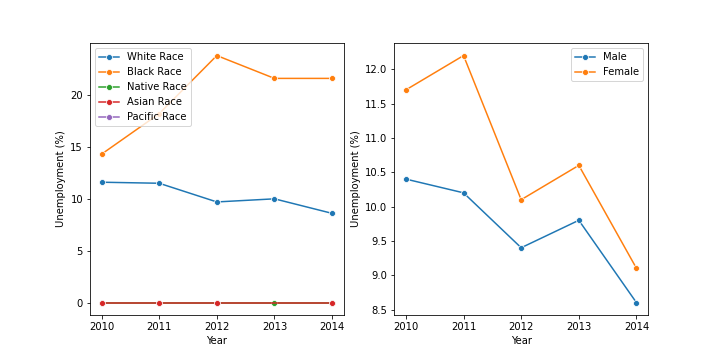 White Race
Black Race
Native Race
Asian Race
Pacific Race
Unemployment (%)
20
15
10
5
0
2010 2011 2012 2013 2014
Year
Male
Female
Unemployment (%)
12.0
11.5
11.0
10.5
10.0
9.5
9.0
8.5
2010 2011 2012 2013 2014
Year